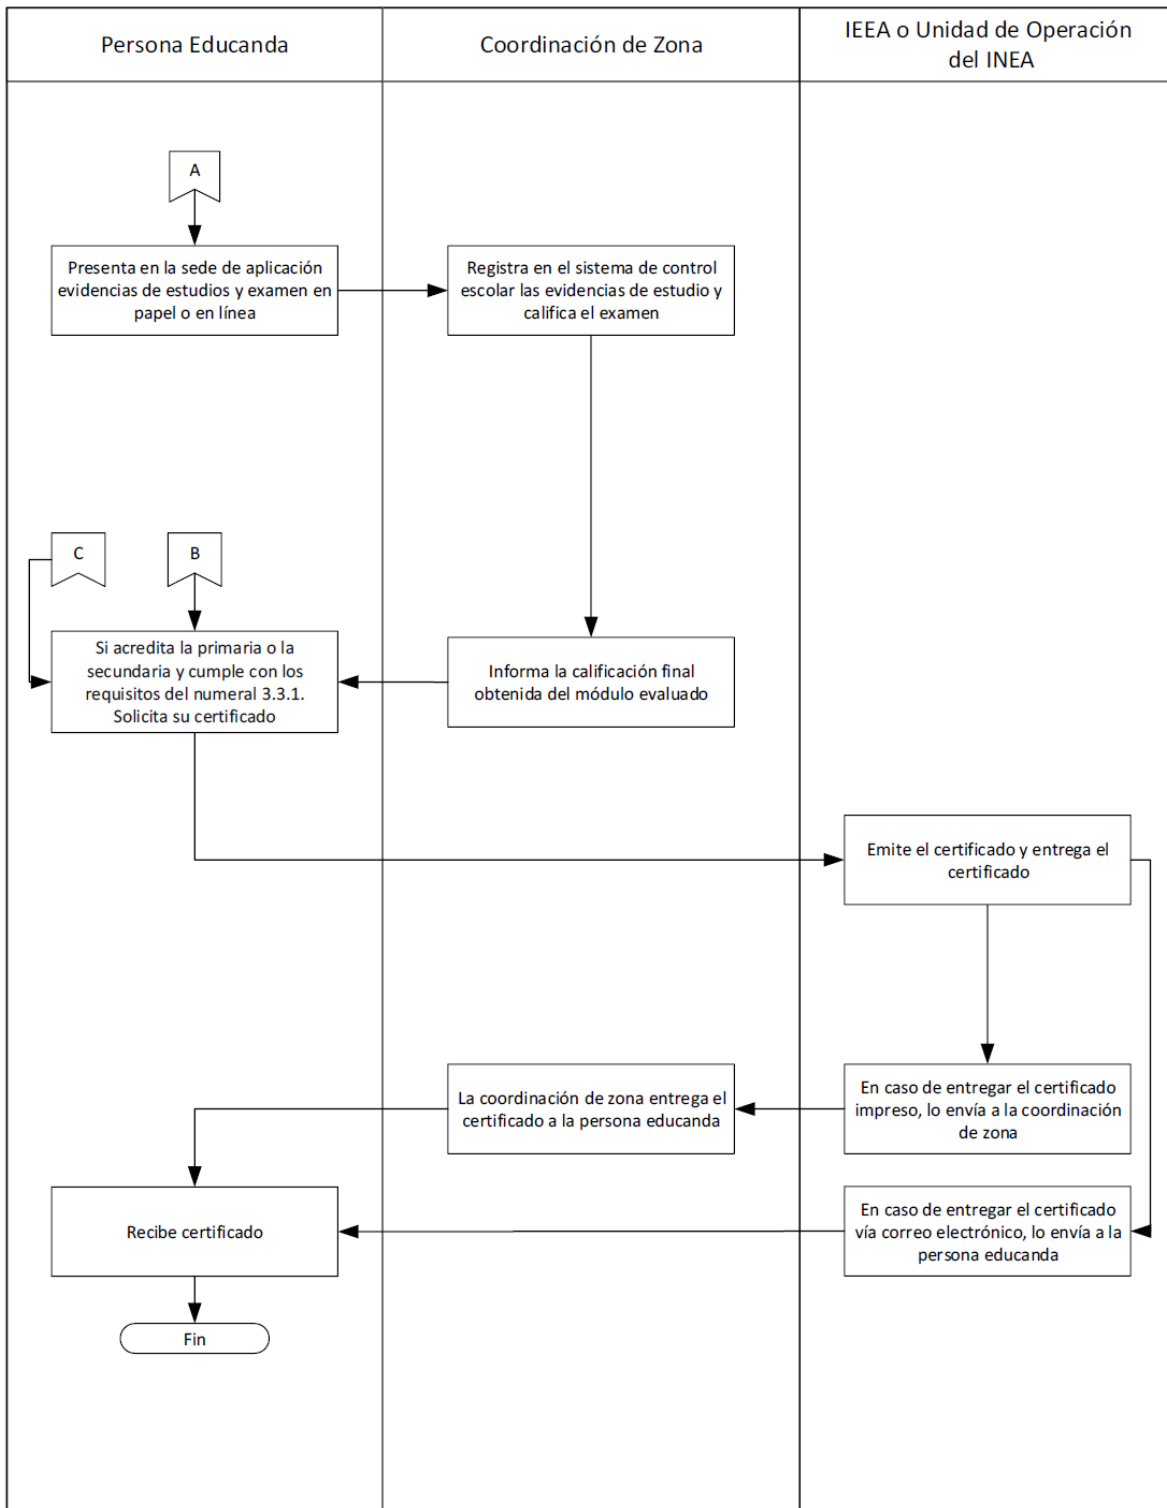 Persona Educanda
Coordinación de Zona
IEEA o Unidad de Operación
del INEA
A
Presenta en la sede de aplicación
evidencias de estudios y examen en
papel o en línea
Registra en el sistema de control
escolar las evidencias de estudio y
califica el examen
C
B
Si acredita la primaria o la
secundaria y cumple con los
requisitos del numeral 3.3.1.
Solicita su certificado
Informa la calificación final
obtenida del módulo evaluado
Emite el certificado y entrega el
certificado
La coordinación de zona entrega el
certificado a la persona educanda
En caso de entregar el certificado
impreso, lo envía a la coordinación
de zona
Recibe certificado
En caso de entregar el certificado
vía correo electrónico, lo envía a la
persona educanda
Fin